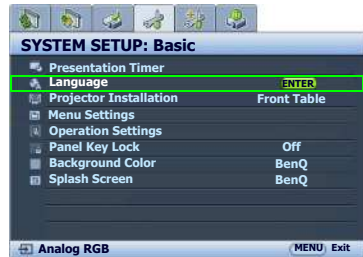 SYSTEM SETUP: Basic
Presentation Timer
Language ENTER
Projector Installation Front Table
Menu Settings
Operation Settings
Panel Key Lock Off
Background Color BenQ
Splash Screen BenQ
Analog RGB MENU Exit